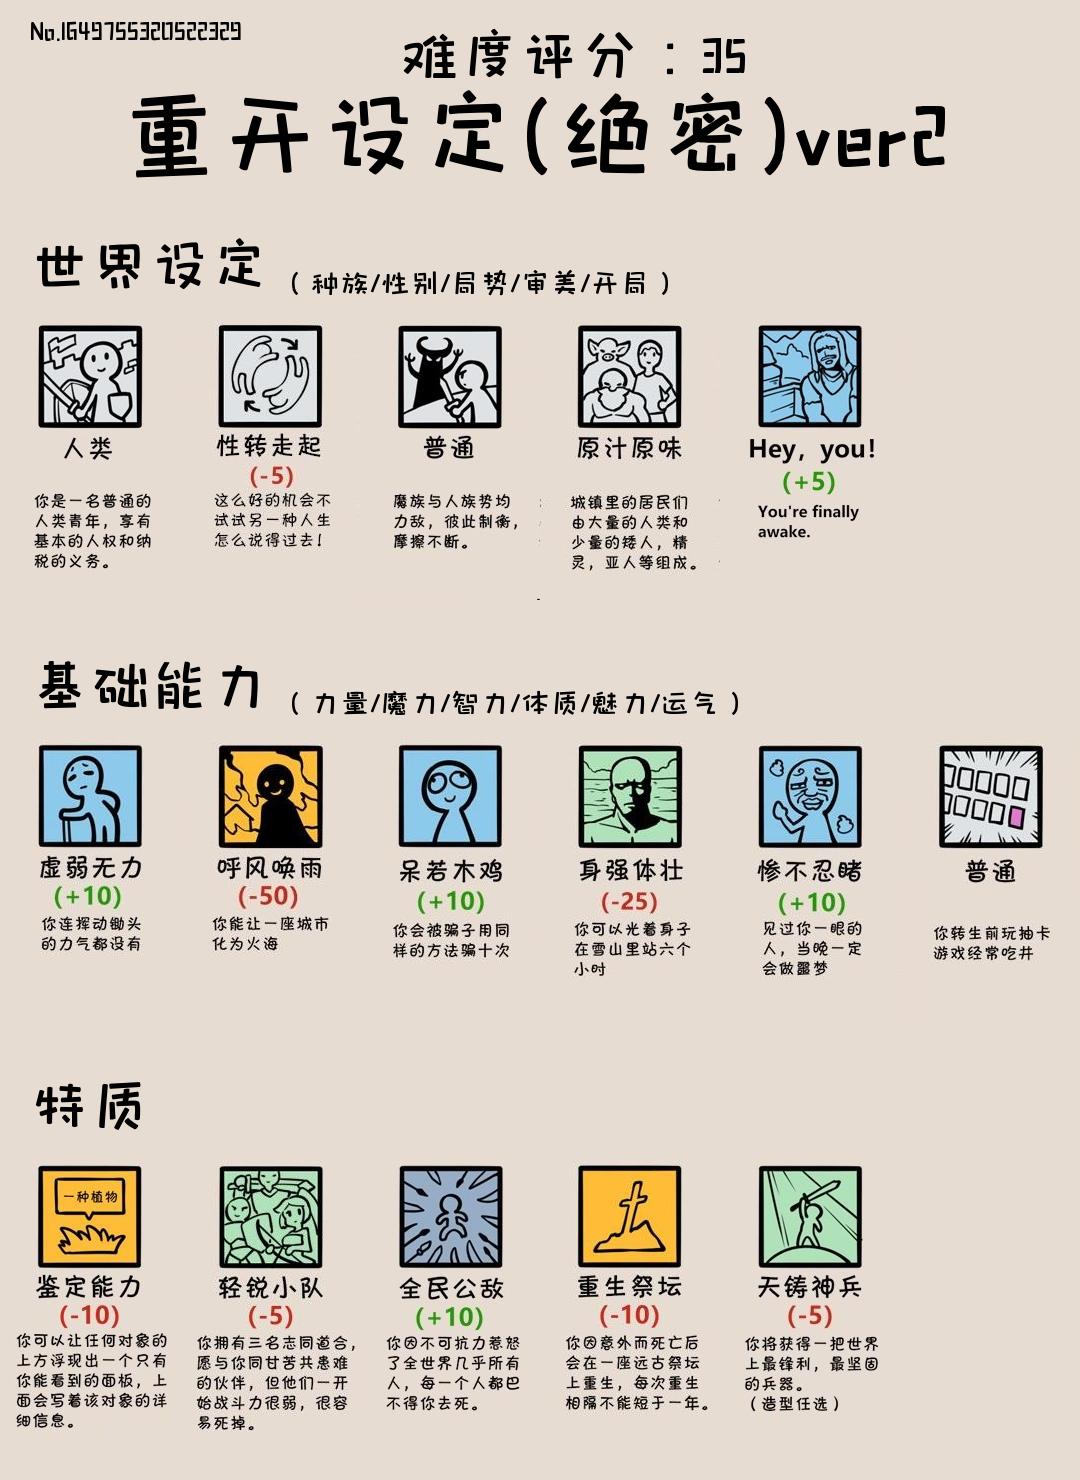 No.1649755320522329
难度评分：35
重开设定(绝密)ver2
世界设定（种族/性别/局势/审美/开局）
人类
你是一名普通的
人类青年，享有
基本的人权和纳
税的义务。
性转走起
(-5)
这么好的机会不
试试另一种人生
怎么说得过去！
普通
魔族与人族势均
力敌，彼此制衡，
摩擦不断。
原汁原味
城镇里的居民们
由大量的人类和
少量的矮人，精
灵，亚人等组成。
Hey, you!
(+5)
You're finally
awake.
基础能力（力量/魔力/智力/体质/魅力/运气）
虚弱无力
(+10)
你连挥动锄头
的力气都没有
呼风唤雨
(-50)
你能让一座城市
化为火海
呆若木鸡
(+10)
你会被骗子用同
样的方法骗十次
身强体壮
(-25)
你可以光着身子
在雪山里站六个
小时
惨不忍睹
(+10)
见过你一眼的
人，当晚一定
会做噩梦
普通
你转生前玩抽卡
游戏经常吃井
特质
一种植物
鉴定能力
(-10)
你可以让任何对象的
上方浮现出一个只有
你能看到的面板，上
面会写着该对象的详
细信息。
轻锐小队
(-5)
你拥有三名志同道合，
愿与你同甘苦共患难
的伙伴，但他们一开
始战斗力很弱，很容
易死掉。
全民公敌
(+10)
你因不可抗力惹怒
了全世界几乎所有
人，每一个人都巴
不得你去死。
重生祭坛
(-10)
你因意外而死亡后
会在一座远古祭坛
上重生，每次重生
相隔不能短于一年。
天铸神兵
(-5)
你将获得一把世界
上最锋利，最坚固
的兵器。
（造型任选）